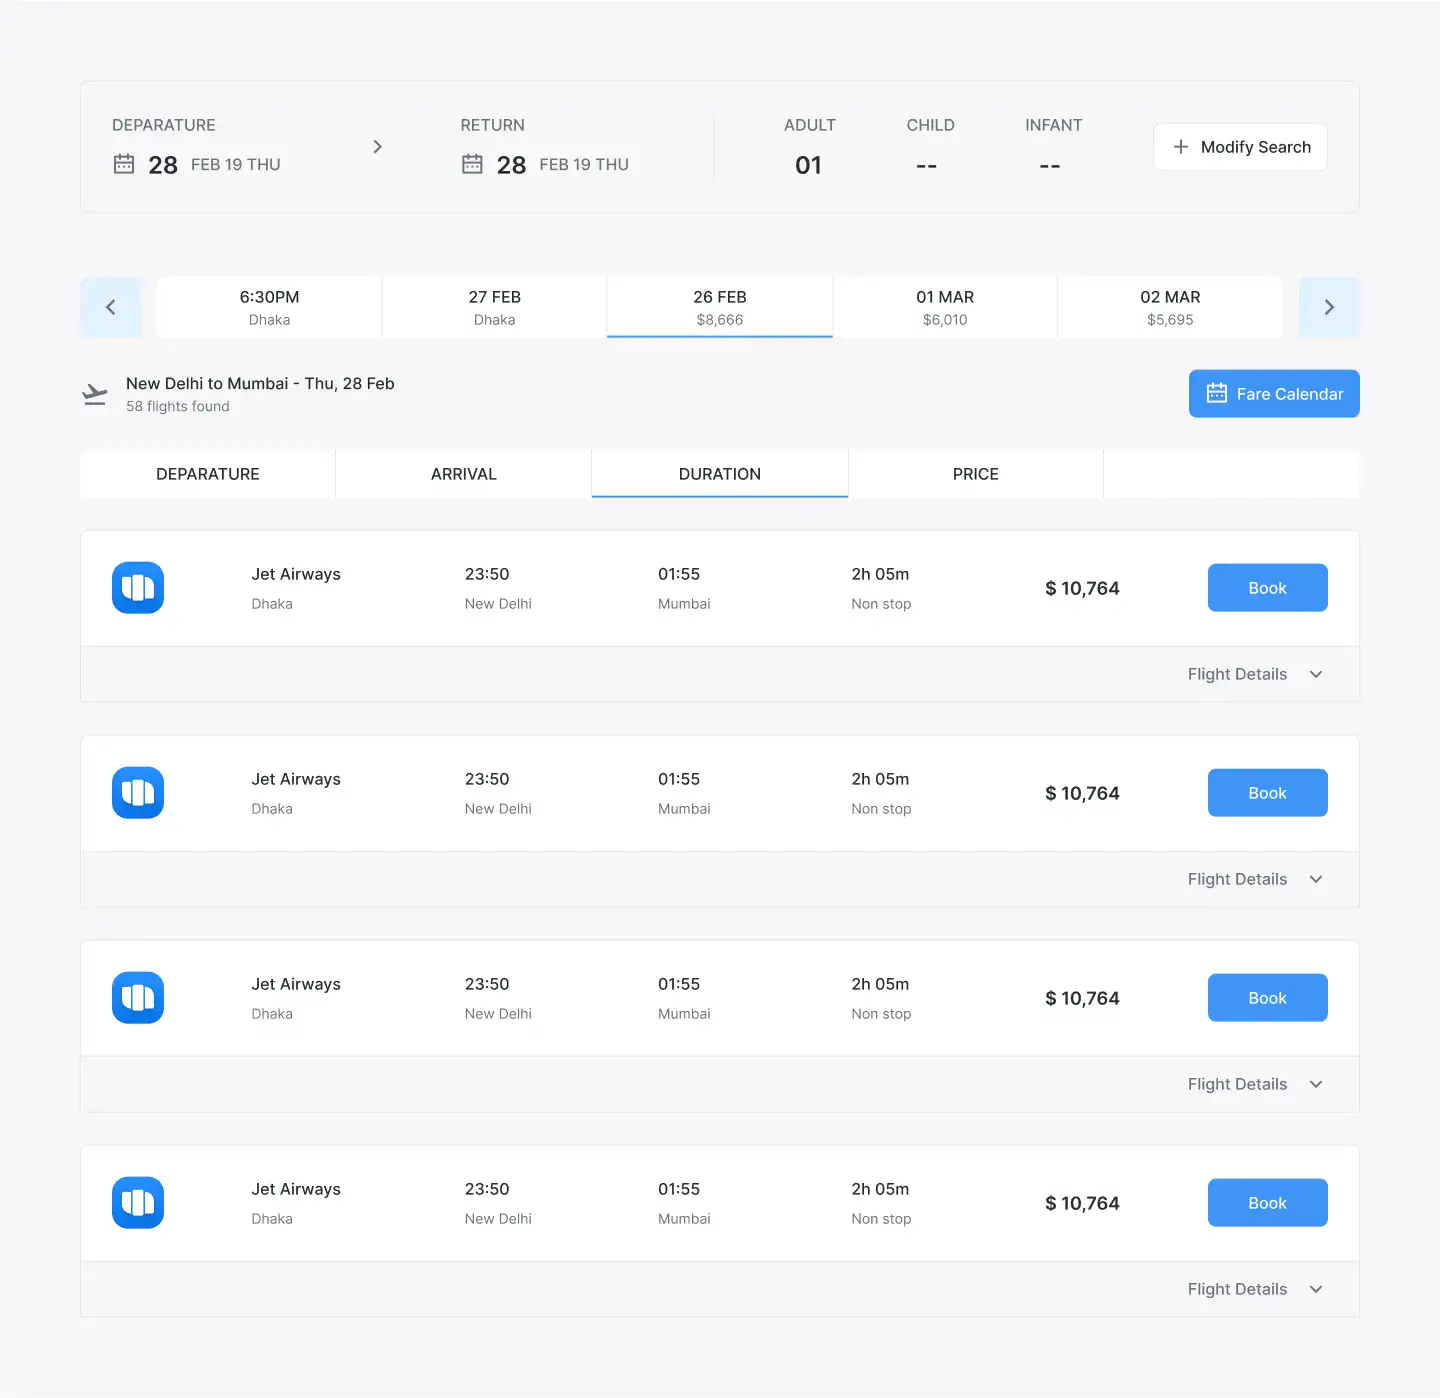 DEPARATURE
28 FEB 19 THU
RETURN
28 FEB 19 THU
ADULT
01
CHILD
--
INFANT
--
Modify Search
6:30PM
Dhaka
27 FEB
Dhaka
26 FEB
$8,666
01 MAR
$6,010
02 MAR
$5,695
New Delhi to Mumbai - Thu, 28 Feb
58 flights found
Fare Calendar
DEPARATURE
ARRIVAL
DURATION
PRICE
Jet Airways
Dhaka
23:50
New Delhi
01:55
Mumbai
2h 05m
Non stop
$ 10,764
Book
Flight Details
Jet Airways
Dhaka
23:50
New Delhi
01:55
Mumbai
2h 05m
Non stop
$ 10,764
Book
Flight Details
Jet Airways
Dhaka
23:50
New Delhi
01:55
Mumbai
2h 05m
Non stop
$ 10,764
Book
Flight Details
Jet Airways
Dhaka
23:50
New Delhi
01:55
Mumbai
2h 05m
Non stop
$ 10,764
Book
Flight Details